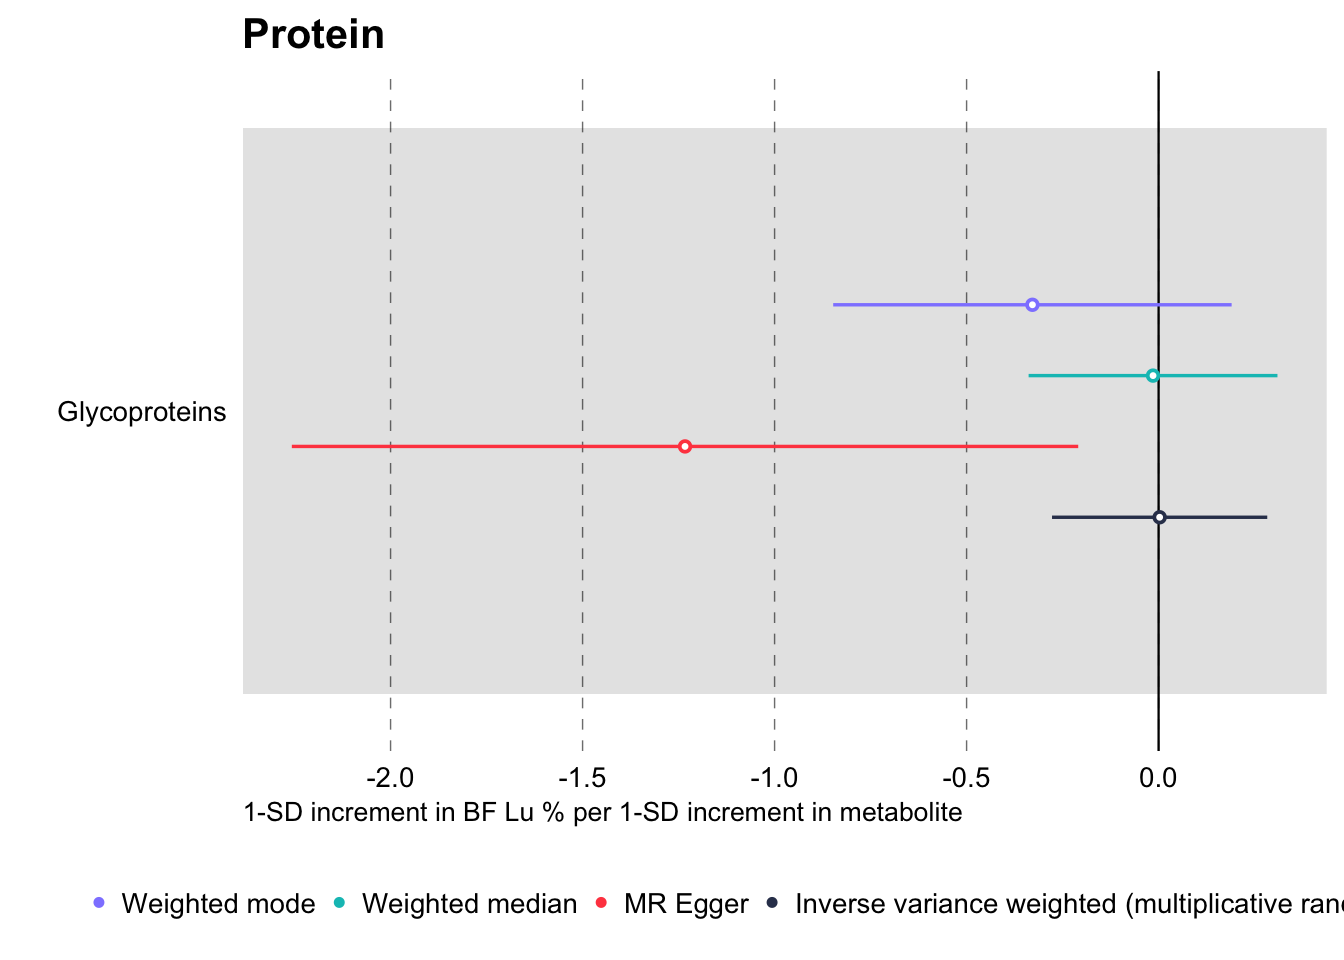 Protein
Glycoproteins
-2.0 -1.5 -1.0 -0.5 0.0
1-SD increment in BF Lu % per 1-SD increment in metabolite
Weighted mode Weighted median MR Egger Inverse variance weighted (multiplicative